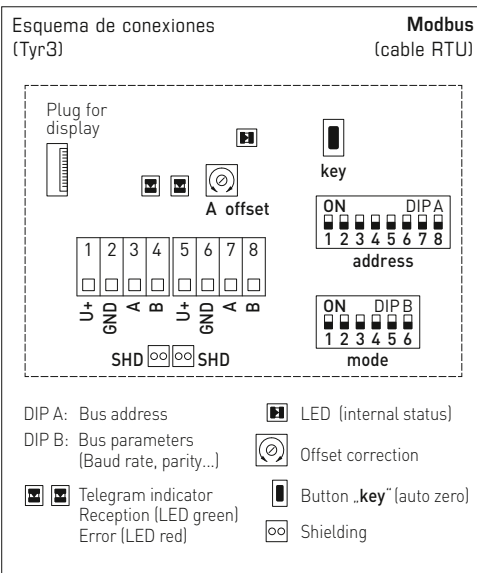 Esquema de conexiones
(Tyr3)
Modbus
(cable RTU)
Plug for
display
A offset
key
ON DIP A
1 2 3 4 5 6 7 8
address
1 2 3 4 5 6 7 8
U+ GND A B U+ GND A B
ON DIP B
1 2 3 4 5 6
mode
SHD SHD
DIP A: Bus address
DIP B: Bus parameters
(Baud rate, parity...)
Telegram indicator
Reception (LED green)
Error (LED red)
LED (internal status)
Offset correction
Button „key“ (auto zero)
Shielding